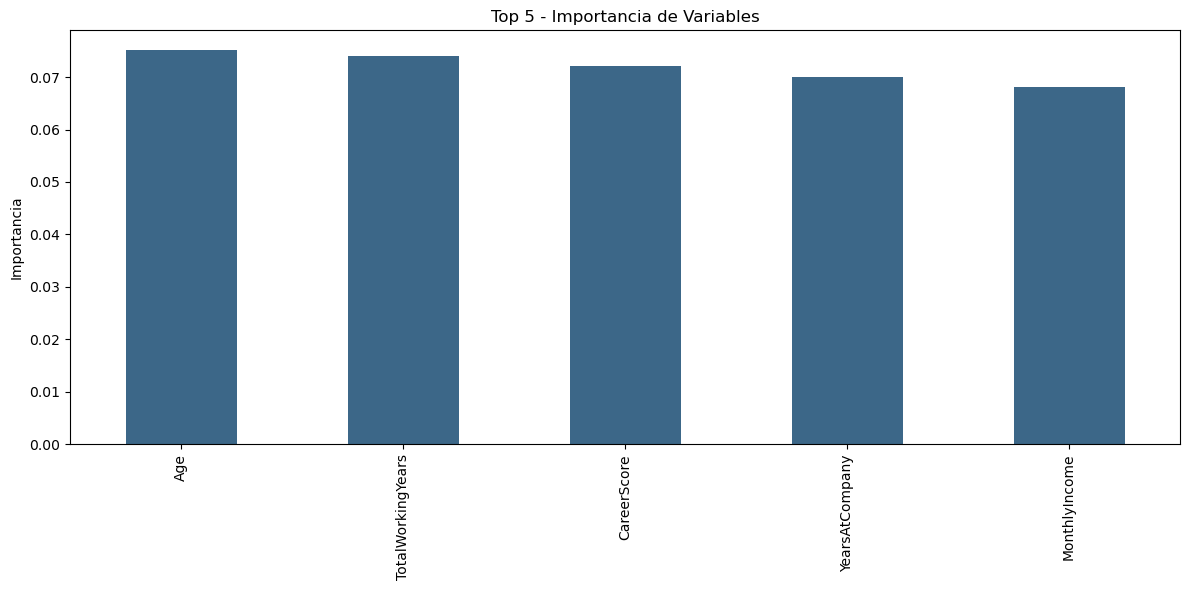 Top 5 - Importancia de Variables
Importancia
0.07
0.06
0.05
0.04
0.03
0.02
0.01
0.00
Age
TotalWorkingYears
CareerScore
YearsAtCompany
MonthlyIncome